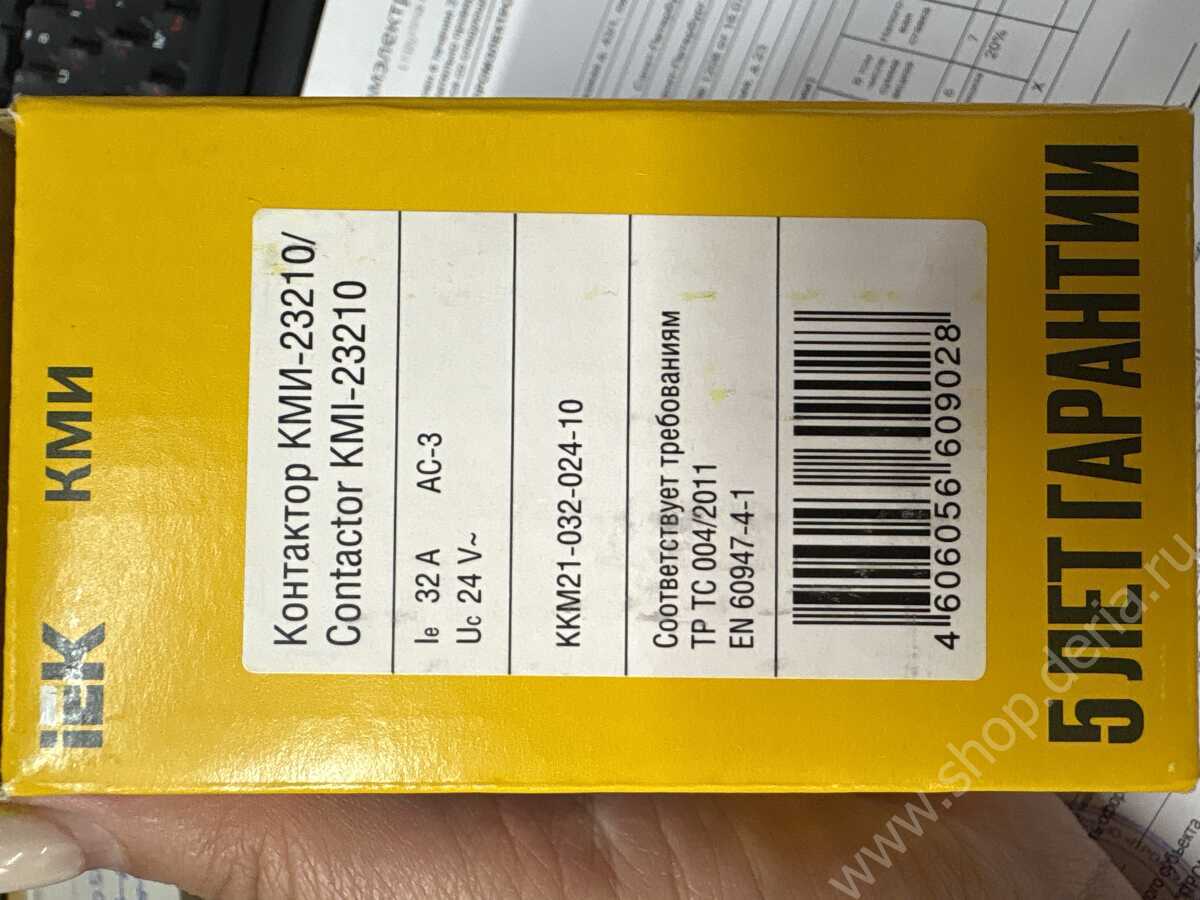 IEK КМИ
Контактор КМИ-23210/
Contactor KMI-23210
Ie 32 A AC-3
Uc 24 V~
KKM21-032-024-10
Соответствует требованиям
ТР ТС 004/2011
EN 60947-4-1
4 606056 609028
5 ЛЕТ ГАРАНТИИ
www.shop.deria.ru
20%